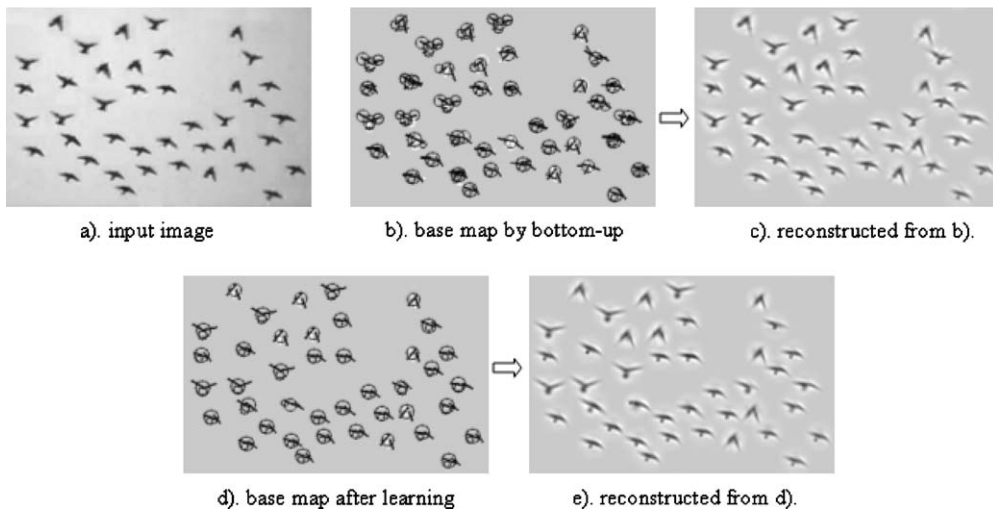 a). input image
b). base map by bottom-up
c). reconstructed from b).
d). base map after learning
e). reconstructed from d).